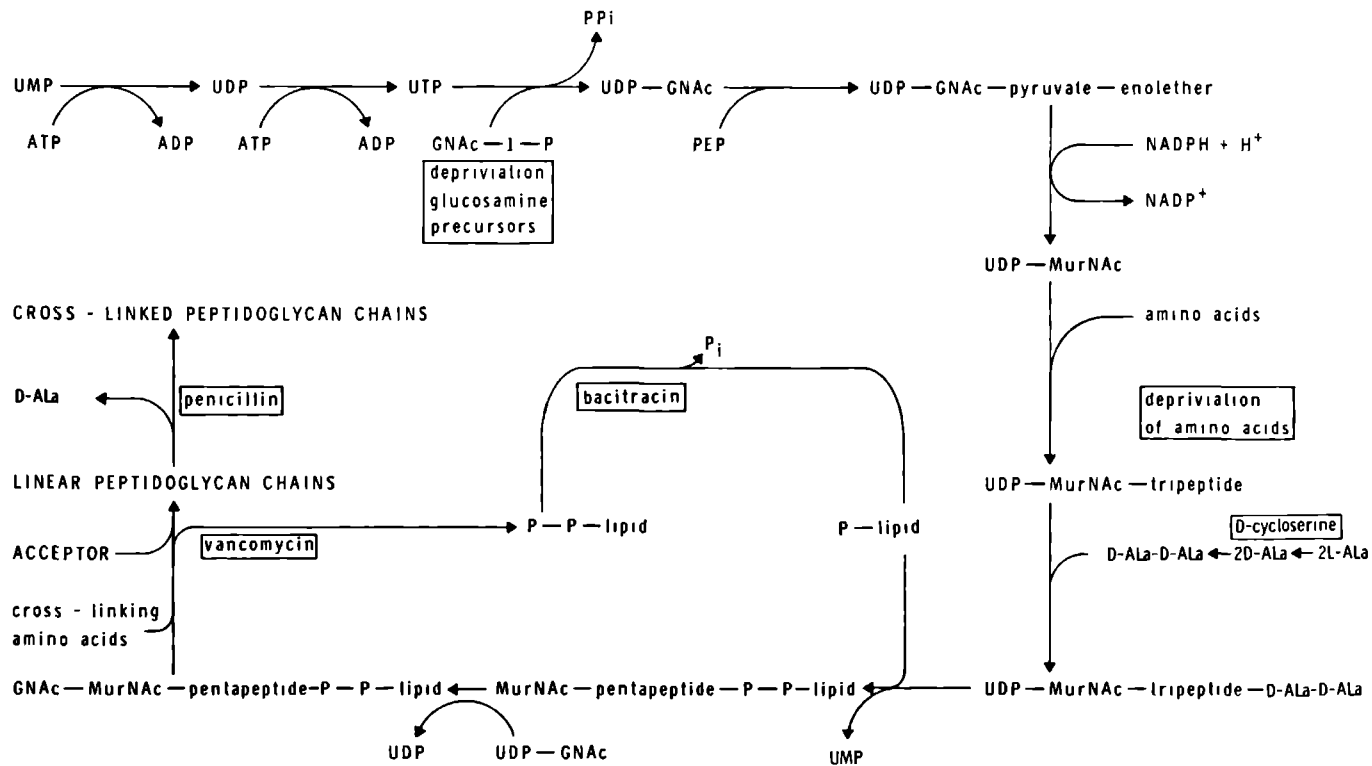 PPi
UMP UDP UTP UDP — GNAc UDP — GNAc — pyruvale — enolether
ATP ADP ATP ADP GNAc — 1 — P PEP
NADPH + H+
depriviation
glucosamine
precursors
NADP+
UDP — MurNAc
CROSS - LINKED PEPTIDOGLYCAN CHAINS
amino acids
Pi
D-ALa
penicillin
bacitracin
depriviation
of amino acids
LINEAR PEPTIDOGLYCAN CHAINS
UDP — MurNAc — tripeptide
P — P — lipid
P — lipid
D-cycloserine
ACCEPTOR
vancomycin
D-ALa-D-ALa 2D-ALa 2L-ALa
cross - linking
amino acids
GNAc — MurNAc — pentapeptide — P — P — lipid MurNAc — pentapeptide — P — P — lipid UDP — MurNAc — tripeptide — D-ALa-D-ALa
UDP UDP — GNAc UMP